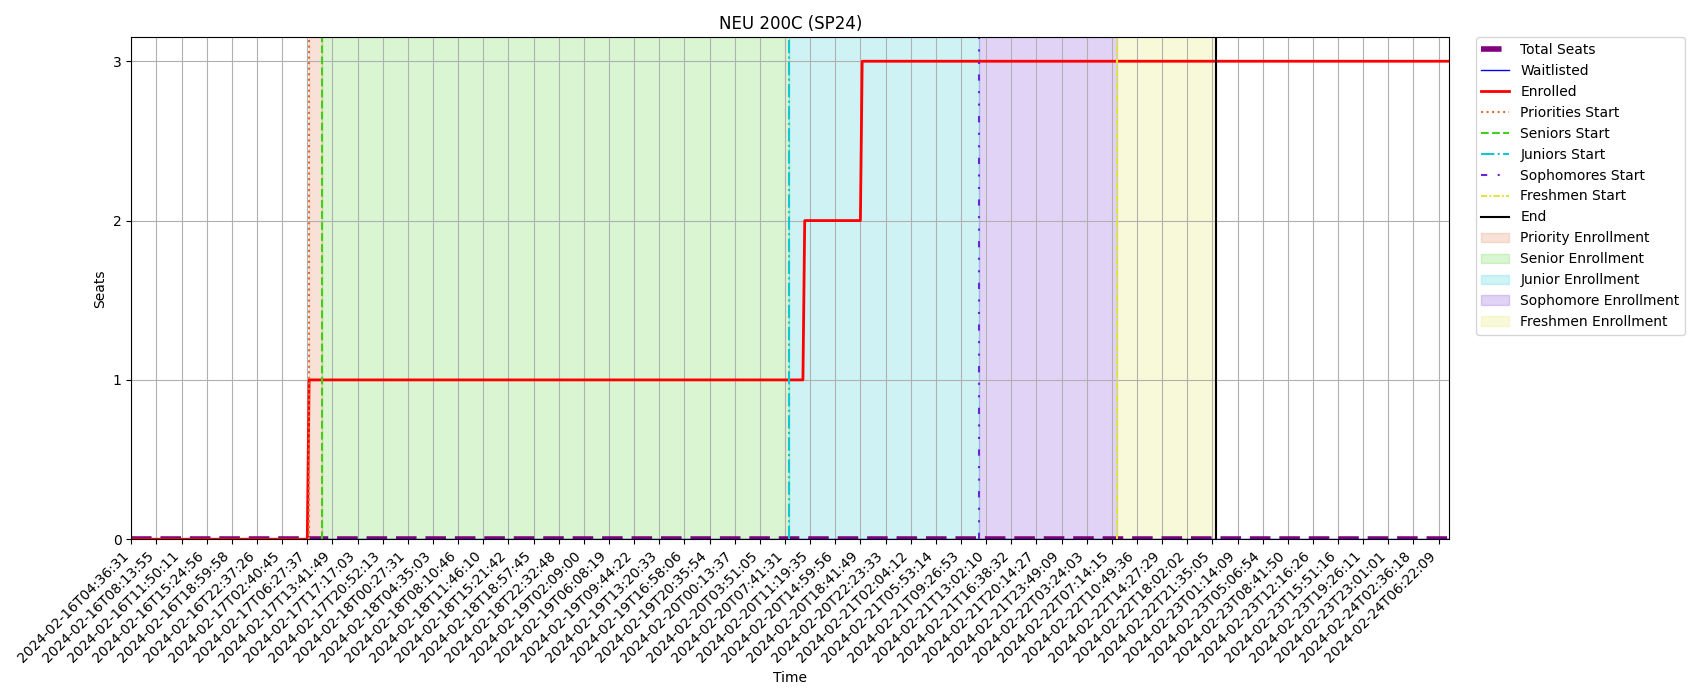 NEU 200C (SP24)
3
2
1
0
Seats
2024-02-16T04:36:31
2024-02-16T08:13:55
2024-02-16T11:50:11
2024-02-16T15:24:56
2024-02-16T18:59:58
2024-02-16T22:37:26
2024-02-17T02:40:45
2024-02-17T06:27:37
2024-02-17T13:41:49
2024-02-17T17:17:03
2024-02-17T20:52:13
2024-02-18T00:27:31
2024-02-18T04:35:03
2024-02-18T08:10:46
2024-02-18T11:46:10
2024-02-18T15:21:42
2024-02-18T18:57:45
2024-02-18T22:32:48
2024-02-19T02:09:00
2024-02-19T06:08:19
2024-02-19T09:44:22
2024-02-19T13:20:33
2024-02-19T16:58:06
2024-02-19T20:35:54
2024-02-20T00:13:37
2024-02-20T03:51:05
2024-02-20T07:41:31
2024-02-20T11:19:35
2024-02-20T14:59:56
2024-02-20T18:41:49
2024-02-20T22:23:33
2024-02-21T02:04:12
2024-02-21T05:53:14
2024-02-21T09:26:53
2024-02-21T13:02:10
2024-02-21T16:38:32
2024-02-21T20:14:27
2024-02-21T23:49:09
2024-02-22T03:24:03
2024-02-22T07:14:15
2024-02-22T10:49:36
2024-02-22T14:27:29
2024-02-22T18:02:02
2024-02-22T21:35:05
2024-02-23T01:14:09
2024-02-23T05:06:54
2024-02-23T08:41:50
2024-02-23T12:16:26
2024-02-23T15:51:16
2024-02-23T19:26:11
2024-02-23T23:01:01
2024-02-24T02:36:18
2024-02-24T06:22:09
Time
Total Seats
Waitlisted
Enrolled
Priorities Start
Seniors Start
Juniors Start
Sophomores Start
Freshmen Start
End
Priority Enrollment
Senior Enrollment
Junior Enrollment
Sophomore Enrollment
Freshmen Enrollment